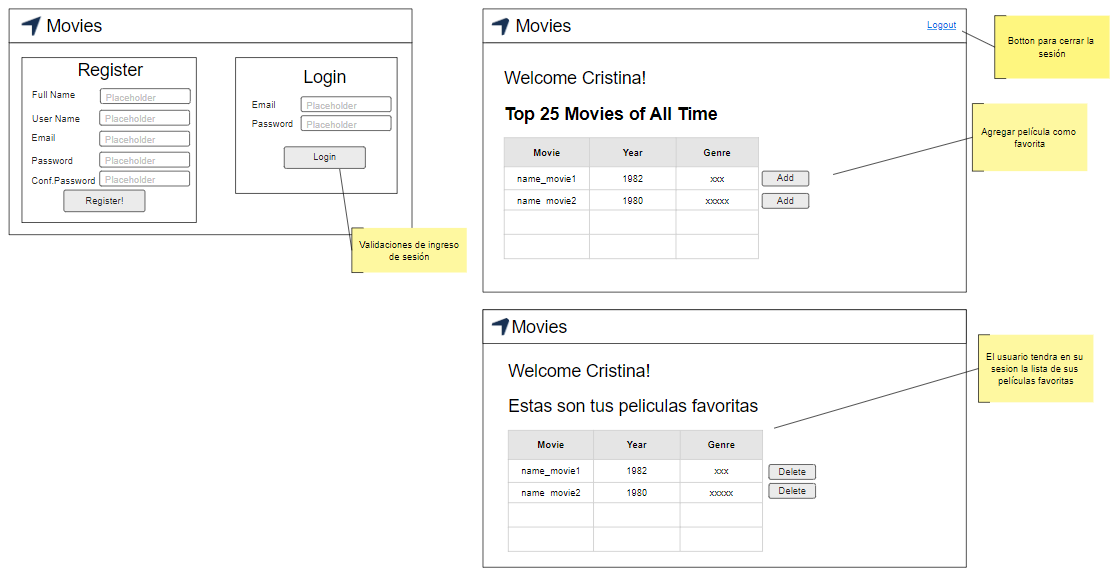 Movies
Register
Full Name Placeholder
User Name Placeholder
Email Placeholder
Password Placeholder
Conf.Password Placeholder
Register!
Login
Email Placeholder
Password Placeholder
Login
Validaciones de ingreso
de sesión
Movies
Logout
Botton para cerrar la
sesión
Welcome Cristina!
Top 25 Movies of All Time
Movie Year Genre
name_movie1 1982 xxx Add
name movie2 1980 xxxxx Add
Agregar película como
favorita
Movies
Welcome Cristina!
Estas son tus peliculas favoritas
Movie Year Genre
name_movie1 1982 xxx Delete
name movie2 1980 xxxxx Delete
El usuario tendra en su
sesion la lista de sus
películas favoritas